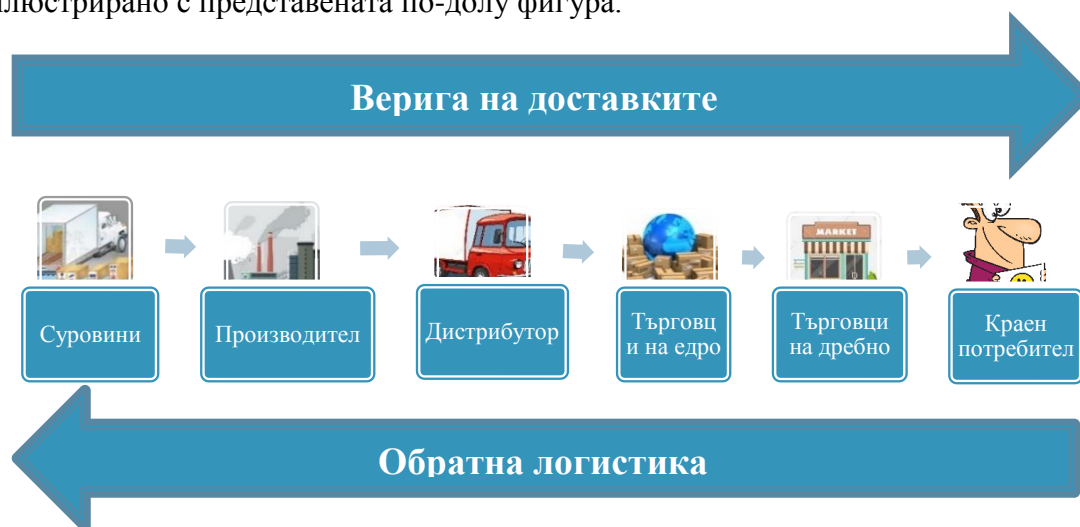 илюстрирано с представената по-долу фигура.
Верига на доставките
MARKET
Суровини
Производител
Дистрибутор
Търговц
и на едро
Търговци
на дребно
Краен
потребител
Обратна логистика